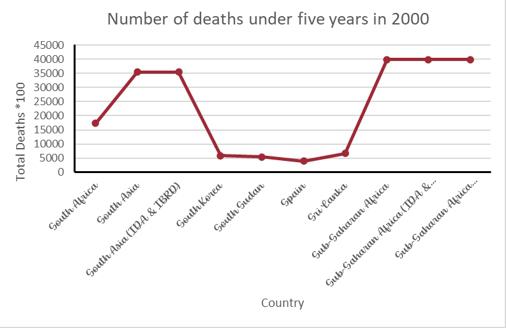 Number of deaths under five years in 2000
Total Deaths *100
45000
40000
35000
30000
25000
20000
15000
10000
5000
0
South Africa
South Asia
South Asia (IDA & IBRD)
South Korea
South Sudan
Spain
Sri Lanka
Sub-Saharan Africa
Sub-Saharan Africa (IDA &…
Sub-Saharan Africa…
Country